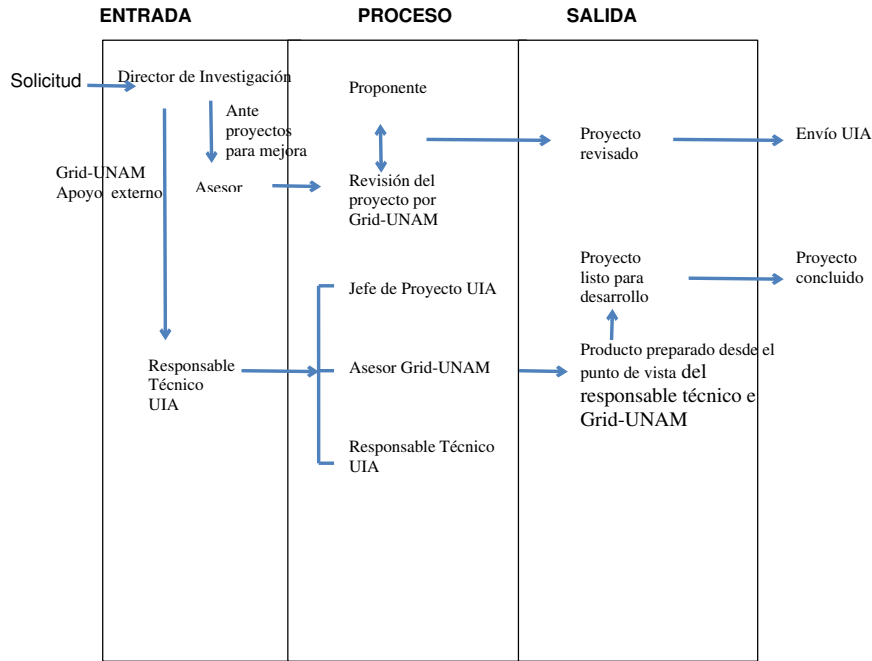 ENTRADA
PROCESO
SALIDA
Solicitud
Director de Investigación
Ante
proyectos
para mejora
Grid-UNAM
Apoyo externo
Asesor
Responsable
Técnico
UIA
Proponente
Revisión del
proyecto por
Grid-UNAM
Jefe de Proyecto UIA
Asesor Grid-UNAM
Responsable Técnico
UIA
Proyecto
revisado
Proyecto
listo para
desarrollo
Producto preparado desde el
punto de vista del
responsable técnico e
Grid-UNAM
Envío UIA
Proyecto
concluido